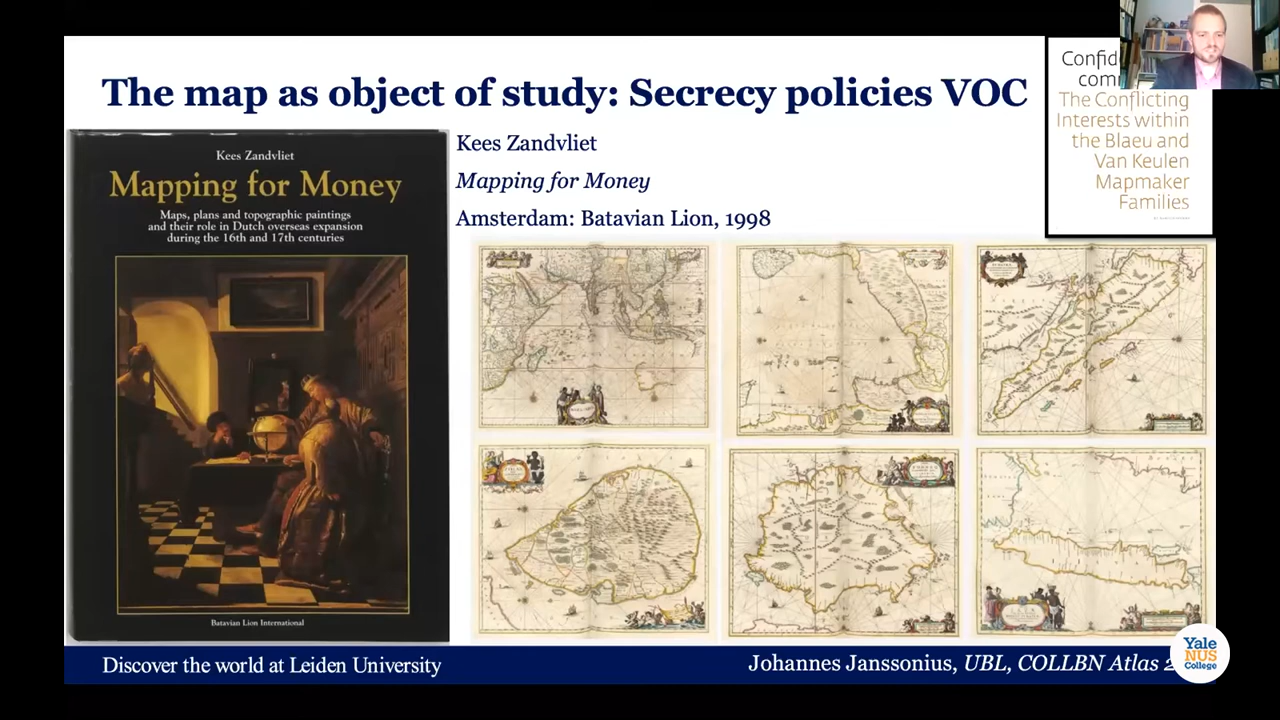 The map as object of study: Secrecy policies VOC
Kees Zandvliet
Mapping for Money
Maps, plans and topographic paintings
and their role in Dutch overseas expansion
during the 16th and 17th centuries
Batavian Lion International
Kees Zandvliet
Mapping for Money
Amsterdam: Batavian Lion, 1998
The Conflicting
Interests within
the Blaeu and
Van Keulen
Mapmaker
Families
Discover the world at Leiden University
Johannes Janssonius, UBL, COLLBN Atlas
Yale
NUS
College